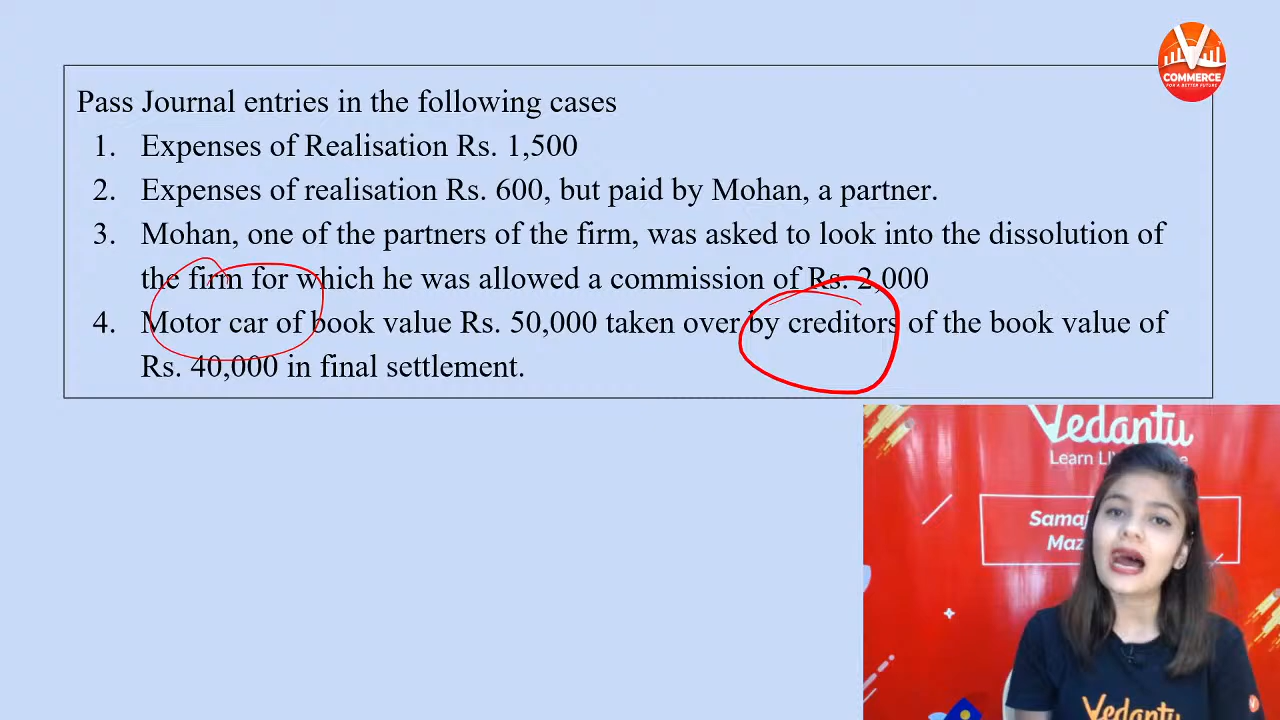 COMMERCE
FOR A BETTER FUTURE
Pass Journal entries in the following cases
1. Expenses of Realisation Rs. 1,500
2. Expenses of realisation Rs. 600, but paid by Mohan, a partner.
3. Mohan, one of the partners of the firm, was asked to look into the dissolution of
the firm for which he was allowed a commission of Rs. 2,000
4. Motor car of book value Rs. 50,000 taken over by creditors of the book value of
Rs. 40,000 in final settlement.
Vedantu
Learn
Vedantu